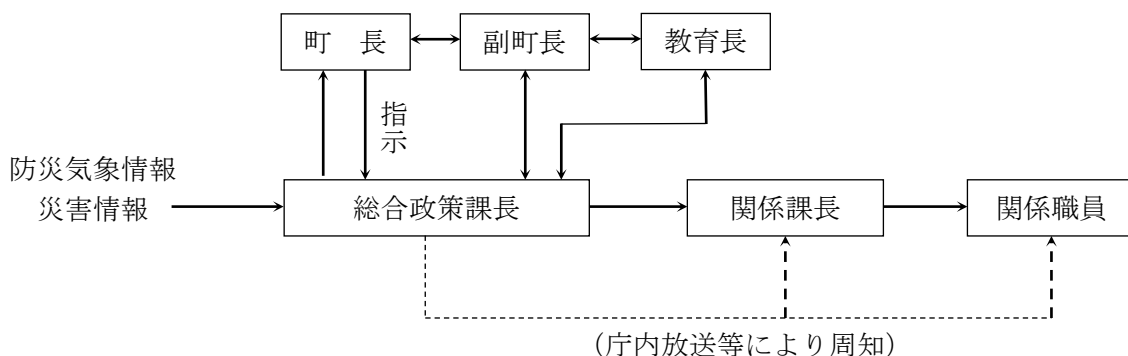 町　長
副町長
教育長
指示
防災気象情報
災害情報
総合政策課長
関係課長
関係職員
(庁内放送等により周知)